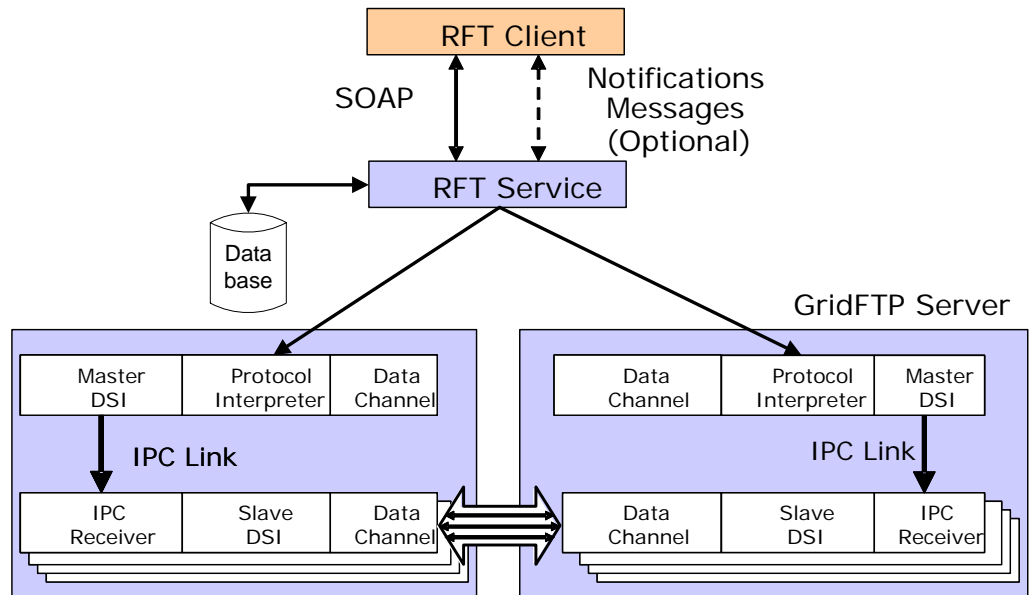 RFT Client
SOAP
Notifications
Messages
(Optional)
RFT Service
Data
base
GridFTP Server
Master
DSI
Protocol
Interpreter
Data
Channel
Data
Channel
Protocol
Interpreter
Master
DSI
IPC Link
IPC Link
IPC
Receiver
Slave
DSI
Data
Channel
Data
Channel
Slave
DSI
IPC
Receiver